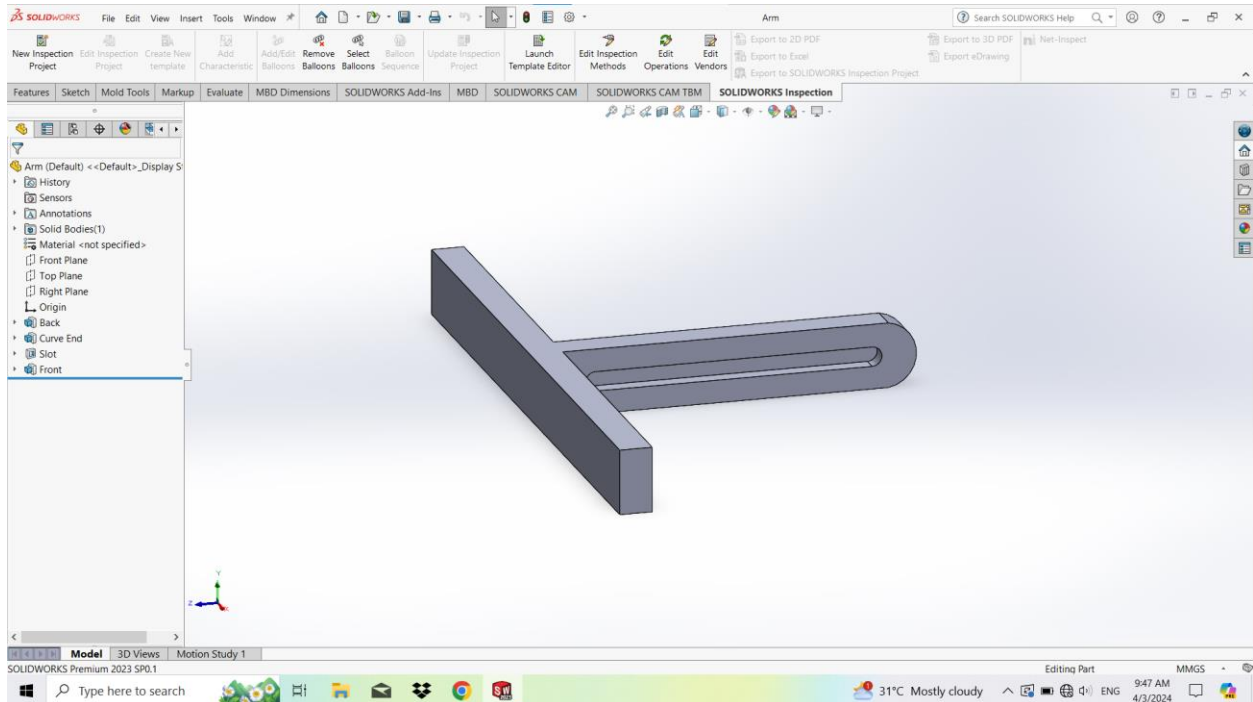 SOLIDWORKS File Edit View Insert Tools Window Arm Search SOLIDWORKS Help
New Inspection Project
Edit Inspection Project
Create New template
Add Characteristic
Add/Edit Balloons
Remove Balloons
Select Balloons
Balloon Sequence
Update Inspection Project
Launch Template Editor
Edit Inspection Methods
Edit Operations
Edit Vendors
Export to 2D PDF
Export to Excel
Export to SOLIDWORKS Inspection Project
Export to 3D PDF
Export eDrawing
Net-Inspect
Features Sketch Mold Tools Markup Evaluate MBD Dimensions SOLIDWORKS Add-Ins MBD SOLIDWORKS CAM SOLIDWORKS CAM TBM SOLIDWORKS Inspection
Arm (Default) <<Default>_Display S
History
Sensors
A Annotations
Solid Bodies(1)
Material <not specified>
Front Plane
Top Plane
Right Plane
Origin
Back
Curve End
Slot
Front
Y
Z
X
Model 3D Views Motion Study 1
SOLIDWORKS Premium 2023 SP0.1 Editing Part MMGS
Type here to search SW 31°C Mostly cloudy ENG 9:47 AM
4/3/2024